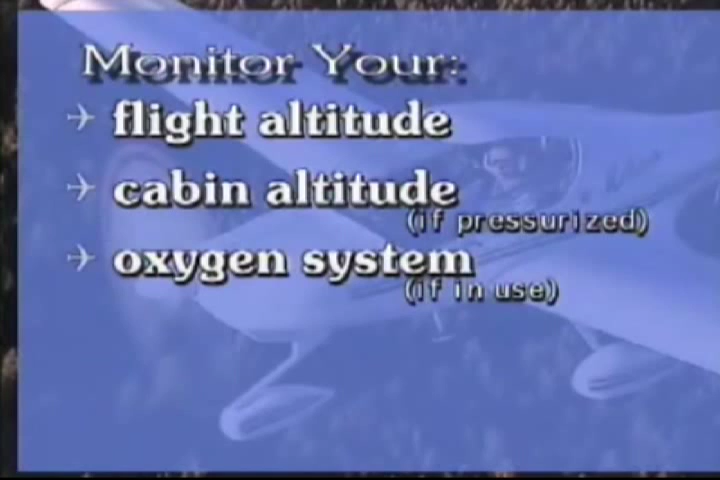 Monitor Your:
flight altitude
cabin altitude
(if pressurized)
oxygen system
(if in use)